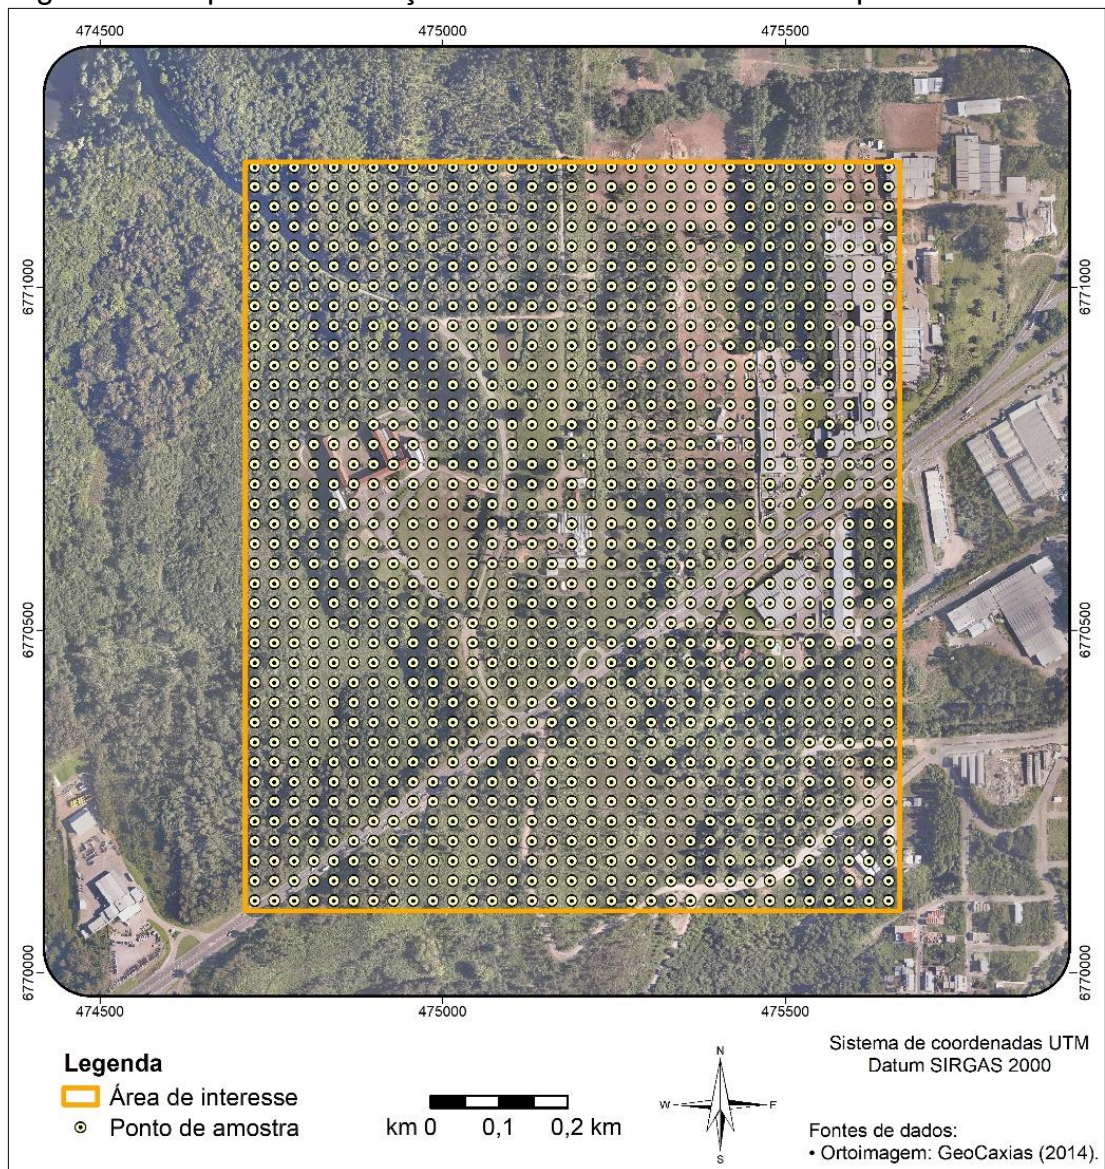 474500 475000 475500
6771000 6771000
6770500 6770500
6770000 6770000
474500 475000 475500
Sistema de coordenadas UTM
Datum SIRGAS 2000
Legenda
Área de interesse
Ponto de amostra
km 0 0,1 0,2 km
N
W E
S
Fontes de dados:
• Ortoimagem: GeoCaxias (2014).